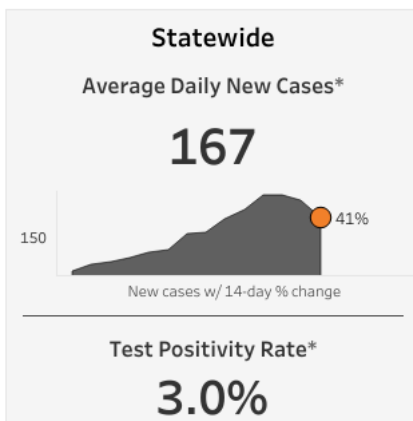 Statewide
Average Daily New Cases*
167
41%
150
New cases w/ 14-day % change
Test Positivity Rate*
3.0%